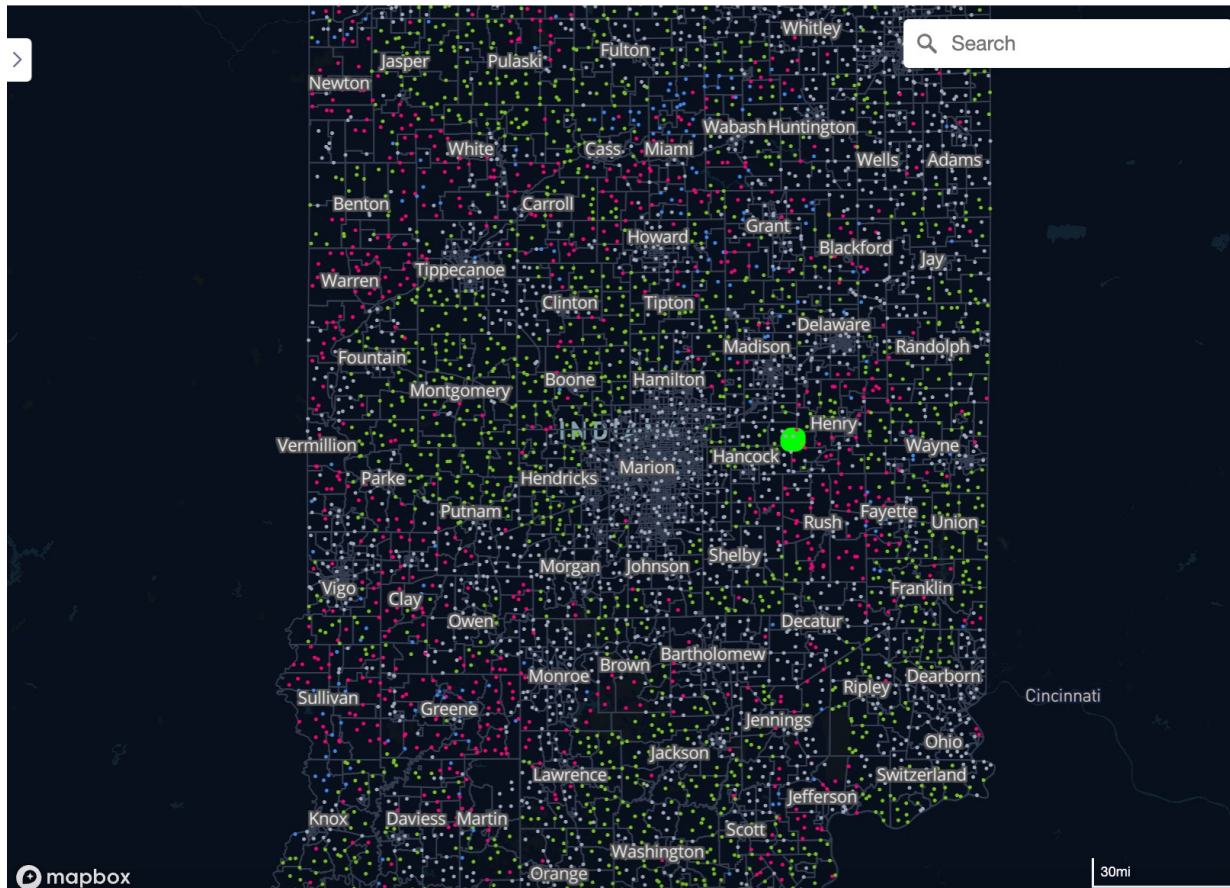 Whitley
Search
Fulton
Jasper
Pulaski
Newton
Wabash
Huntington
White
Cass
Miami
Wells
Adams
Benton
Carroll
Grant
Howard
Blackford
Jay
Tippecanoe
Warren
Clinton
Tipton
Delaware
Madison
Randolph
Fountain
Boone
Hamilton
Montgomery
Henry
Vermillion
Wayne
Hancock
Marion
Parke
Hendricks
Putnam
Fayette
Rush
Union
Shelby
Morgan
Johnson
Vigo
Franklin
Clay
Owen
Decatur
Bartholomew
Brown
Monroe
Dearborn
Ripley
Sullivan
Cincinnati
Greene
Jennings
Ohio
Jackson
Lawrence
Switzerland
Jefferson
Knox
Daviess
Martin
Scott
Washington
Orange
mapbox
30mi